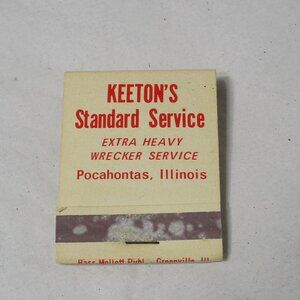 KEETON'S
Standard Service
EXTRA HEAVY
WRECKER SERVICE
Pocahontas, Illinois
Greenville, Ill